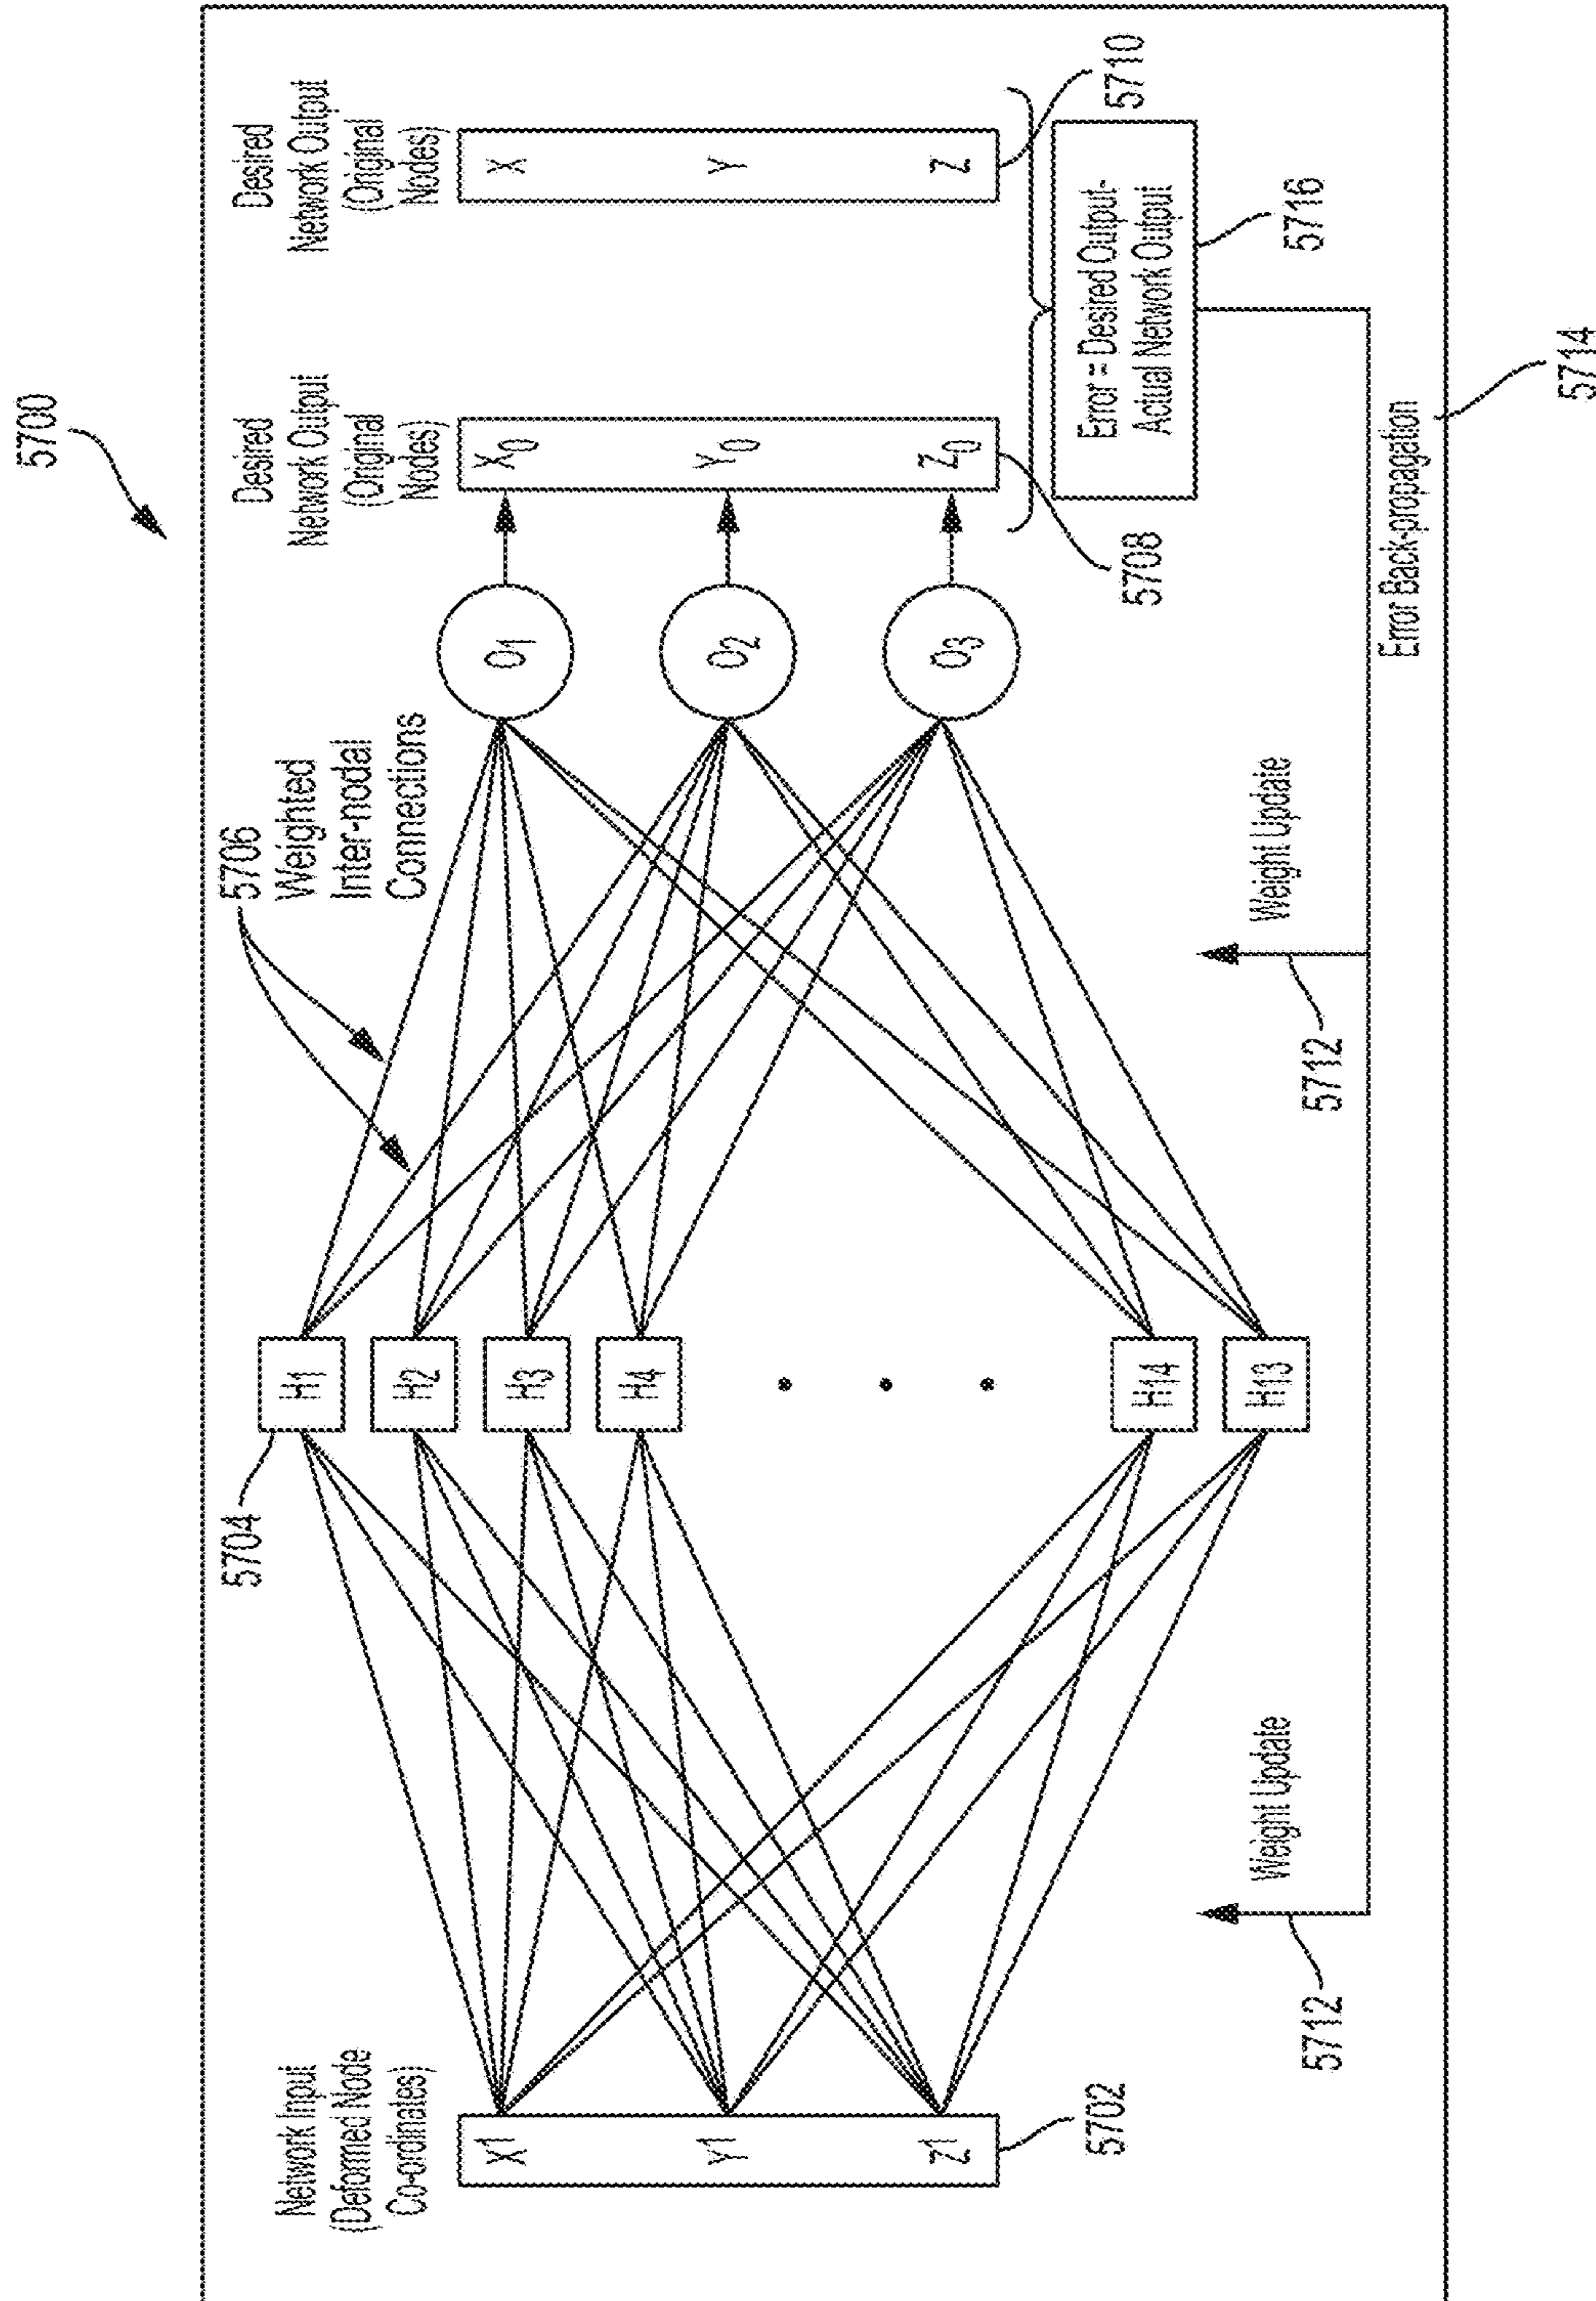 5700
Network Input
(Deformed Node
Co-ordinates)
X1
Y1
Z1
5702
5704
H1
H2
H3
H4
H14
H13
5706
Weighted
Inter-nodal
Connections
O1
O2
O3
Desired
Network Output
(Original
Nodes)
X0
Y0
Z0
5708
Desired
Network Output
(Original
Nodes)
X
Y
Z
5710
Error = Desired Output-
Actual Network Output
5716
Weight Update
5712
Weight Update
5712
Error Back-propagation
5714